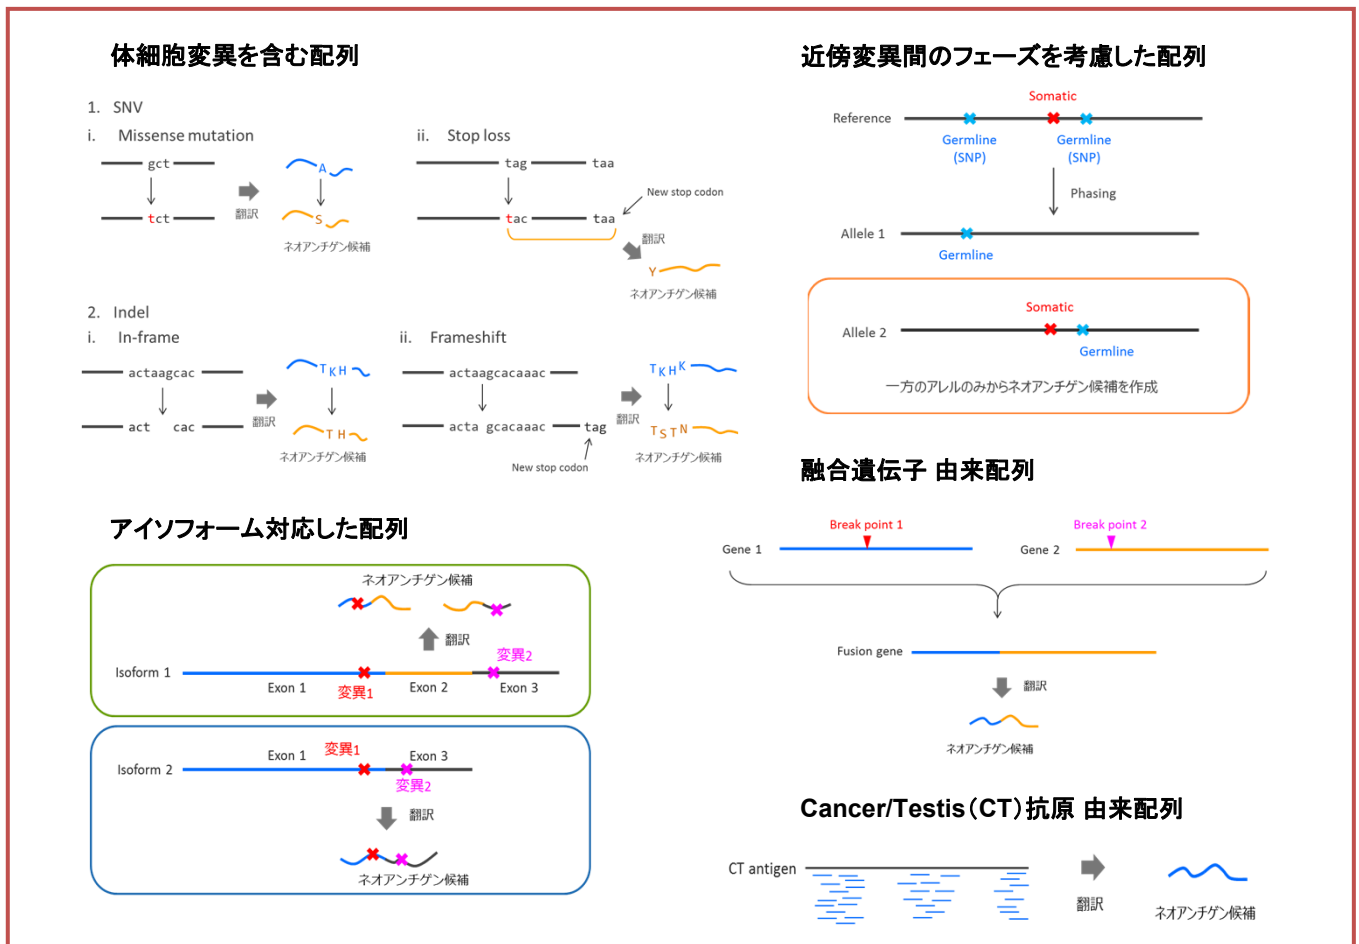 体細胞変異を含む配列
1. SNV
i. Missense mutation
gct
tct
翻訳
A
S
ネオアンチゲン候補
ii. Stop loss
tag
taa
New stop codon
tac
taa
翻訳
Y
ネオアンチゲン候補
2. Indel
i. In-frame
actaagcac
act cac
翻訳
TKH
TH
ネオアンチゲン候補
ii. Frameshift
actaagcacaaac
acta gcacaaac
tag
New stop codon
翻訳
TKHK
TSTN
ネオアンチゲン候補
アイソフォーム対応した配列
ネオアンチゲン候補
翻訳
変異2
Isoform 1
Exon 1
変異1
Exon 2
Exon 3
Exon 1
変異1
Exon 3
Isoform 2
変異2
翻訳
ネオアンチゲン候補
近傍変異間のフェーズを考慮した配列
Somatic
Reference
Germline
(SNP)
Germline
(SNP)
Phasing
Allele 1
Germline
Somatic
Allele 2
Germline
一方のアレルのみからネオアンチゲン候補を作成
融合遺伝子 由来配列
Break point 1
Break point 2
Gene 1
Gene 2
Fusion gene
翻訳
ネオアンチゲン候補
Cancer/Testis（CT）抗原 由来配列
CT antigen
翻訳
ネオアンチゲン候補